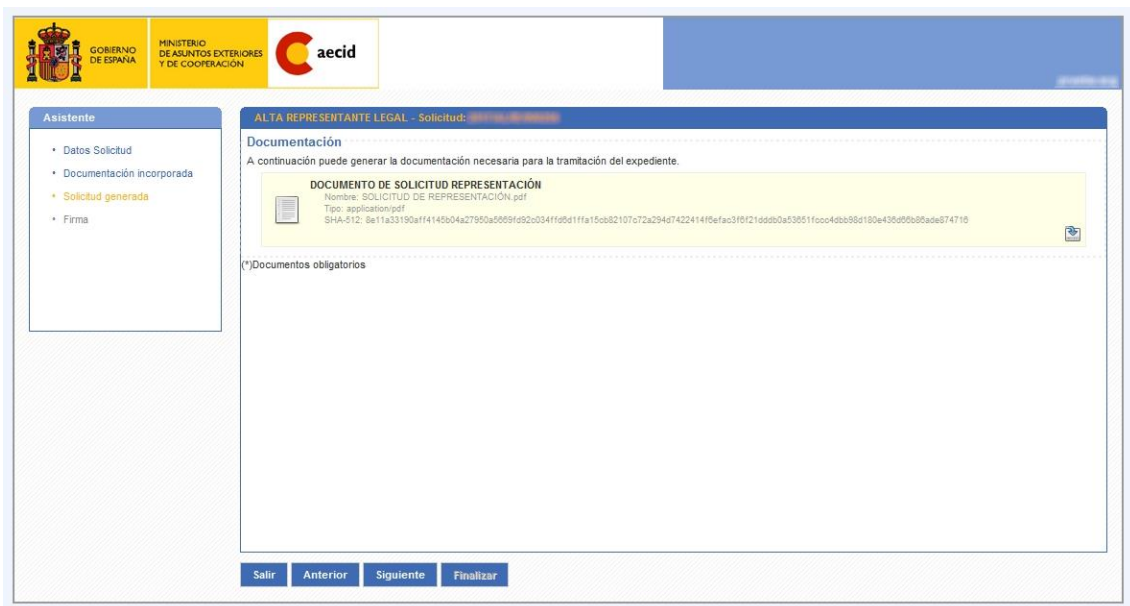 GOBIERNO
DE ESPAÑA
MINISTERIO
DE ASUNTOS EXTERIORES
Y DE COOPERACIÓN
aecid
Asistente
Datos Solicitud
Documentación incorporada
Solicitud generada
Firma
ALTA REPRESENTANTE LEGAL - Solicitud:
Documentación
A continuación puede generar la documentación necesaria para la tramitación del expediente.
DOCUMENTO DE SOLICITUD REPRESENTACIÓN
Nombre: SOLICITUD DE REPRESENTACIÓN.pdf
Tipo: application/pdf
SHA-512:
(*)Documentos obligatorios
Salir
Anterior
Siguiente
Finalizar